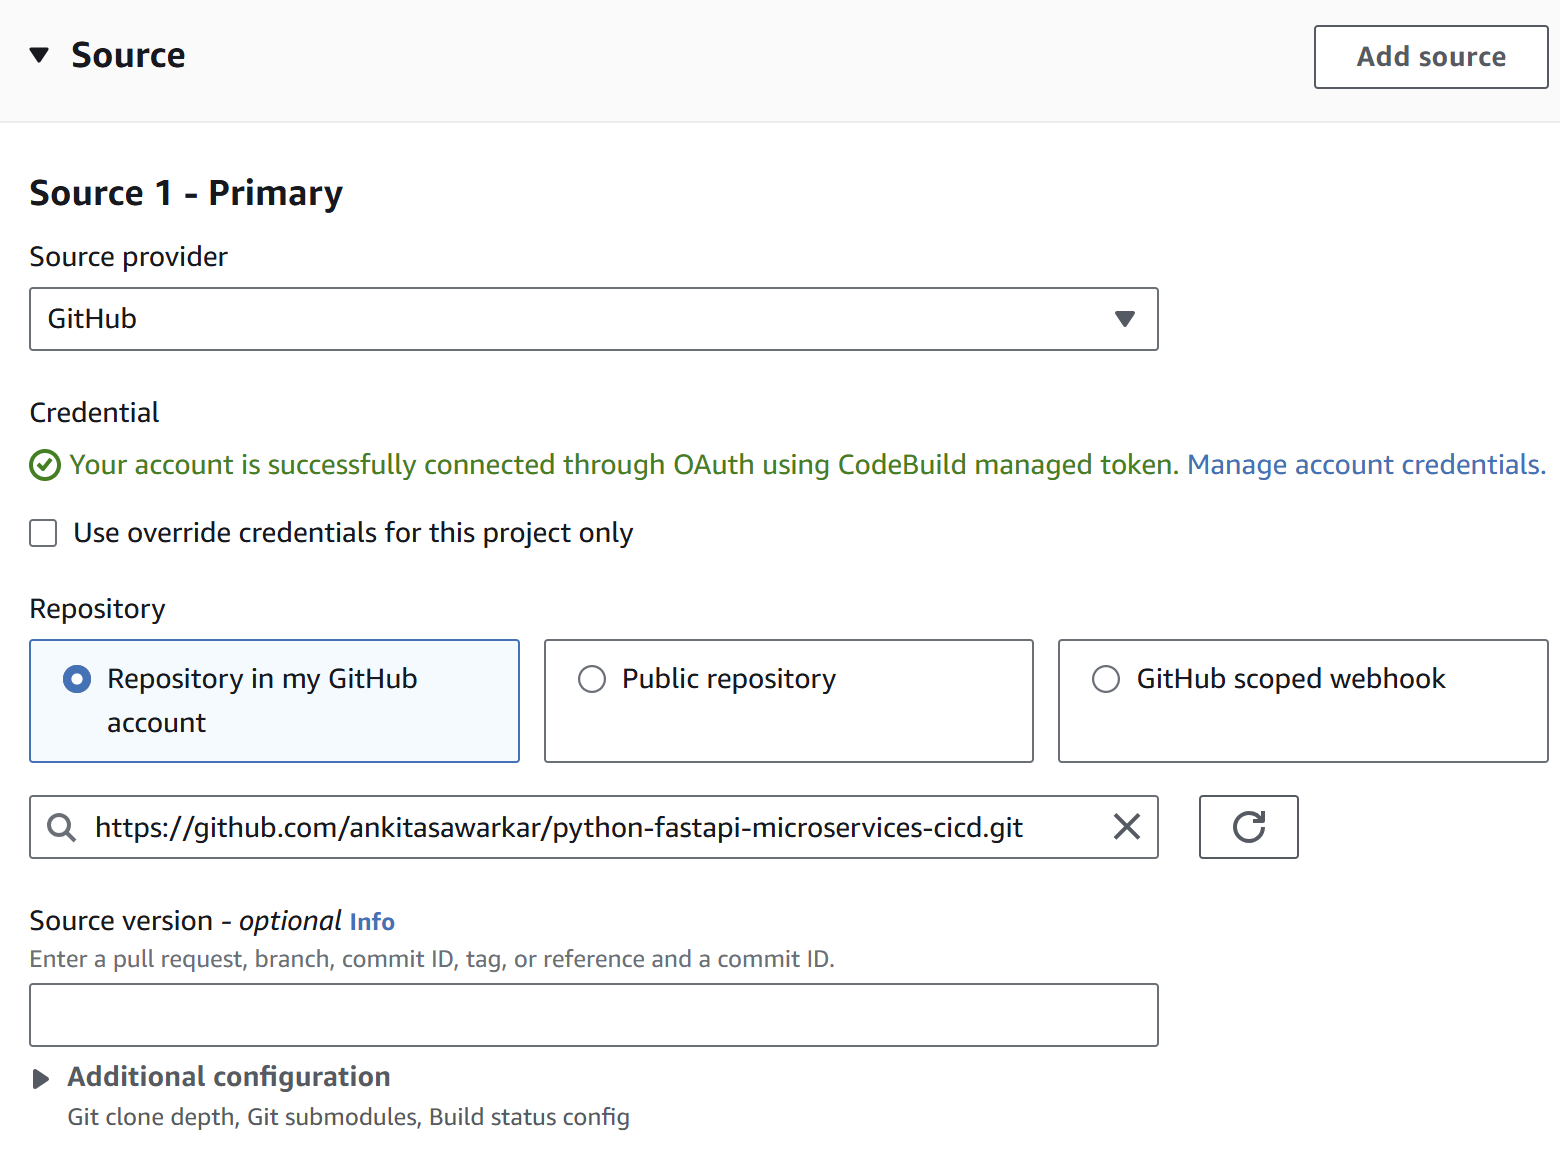 Source
Add source
Source 1 - Primary
Source provider
GitHub
Credential
Your account is successfully connected through OAuth using CodeBuild managed token. Manage account credentials.
Use override credentials for this project only
Repository
Repository in my GitHub
account
Public repository
GitHub scoped webhook
https://github.com/ankitasawarkar/python-fastapi-microservices-cicd.git
Source version - optional Info
Enter a pull request, branch, commit ID, tag, or reference and a commit ID.
Additional configuration
Git clone depth, Git submodules, Build status config